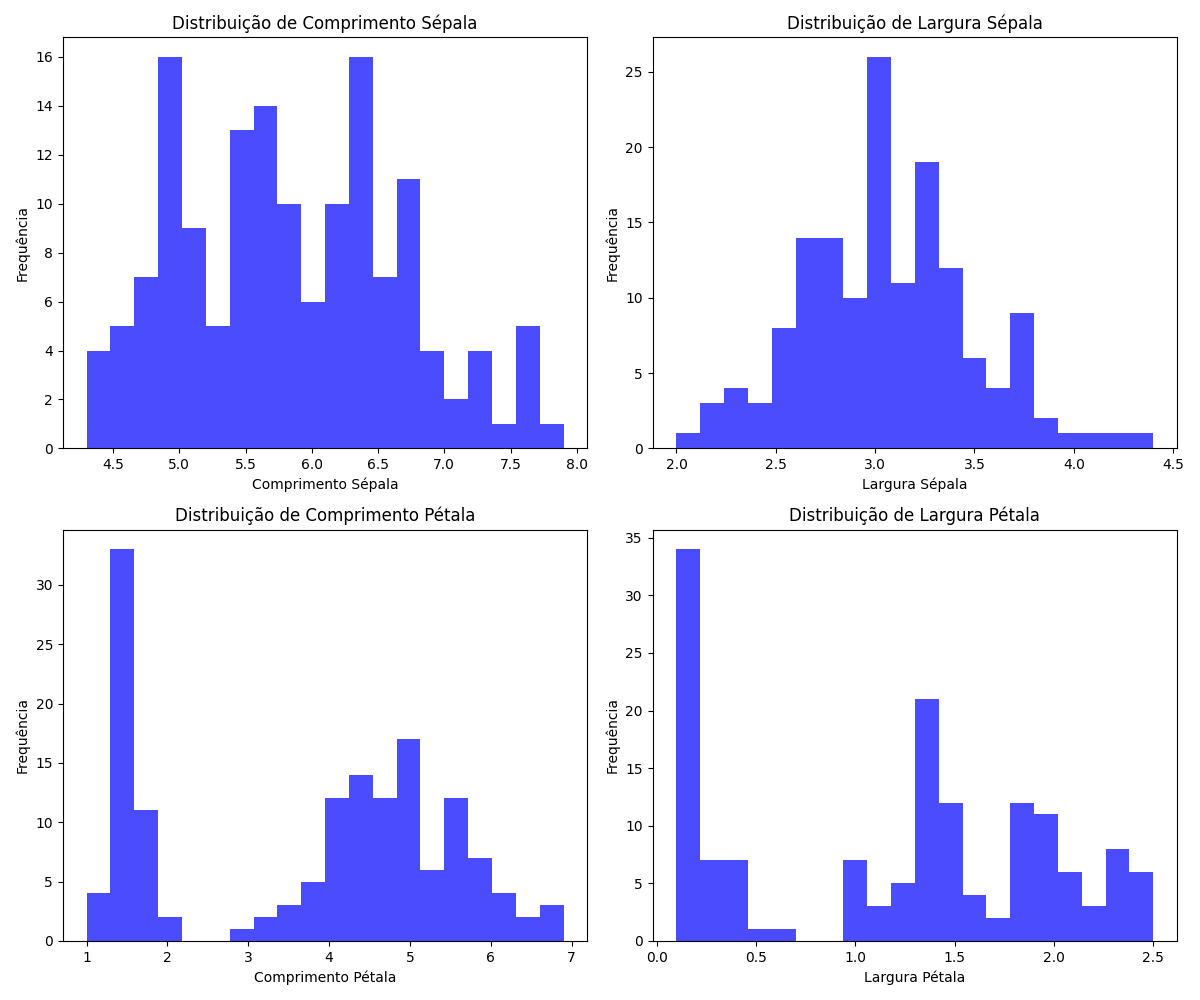 Distribuição de Comprimento Sépala
Frequência
16
14
12
10
8
6
4
2
0
4.5 5.0 5.5 6.0 6.5 7.0 7.5 8.0
Comprimento Sépala
Distribuição de Largura Sépala
Frequência
25
20
15
10
5
0
2.0 2.5 3.0 3.5 4.0 4.5
Largura Sépala
Distribuição de Comprimento Pétala
Frequência
30
25
20
15
10
5
0
1 2 3 4 5 6 7
Comprimento Pétala
Distribuição de Largura Pétala
Frequência
35
30
25
20
15
10
5
0
0.0 0.5 1.0 1.5 2.0 2.5
Largura Pétala